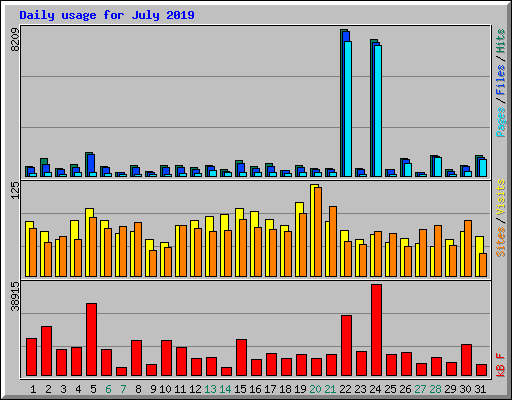 Daily usage for July 2019
8209
Pages / Files / Hits
125
Sites / Visits
38915
kB F
1 2 3 4 5 6 7 8 9 10 11 12 13 14 15 16 17 18 19 20 21 22 23 24 25 26 27 28 29 30 31